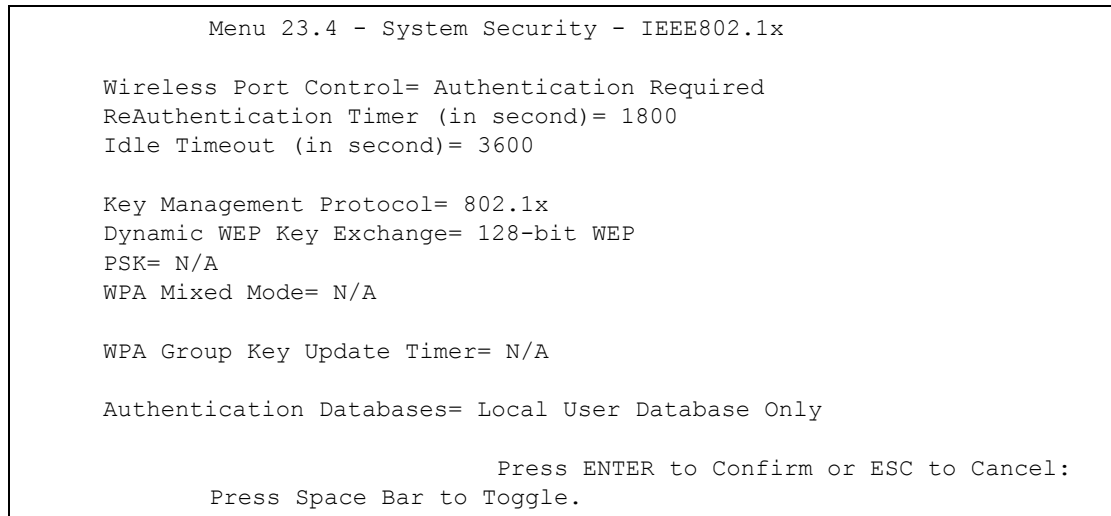 Menu 23.4 - System Security - IEEE802.1x
Wireless Port Control= Authentication Required
ReAuthentication Timer (in second)= 1800
Idle Timeout (in second)= 3600
Key Management Protocol= 802.1x
Dynamic WEP Key Exchange= 128-bit WEP
PSK= N/A
WPA Mixed Mode= N/A
WPA Group Key Update Timer= N/A
Authentication Databases= Local User Database Only
Press ENTER to Confirm or ESC to Cancel:
Press Space Bar to Toggle.